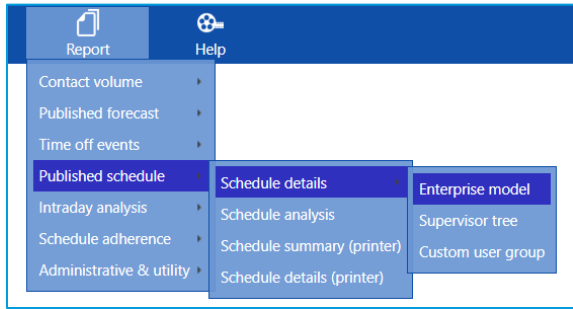 Report
Help
Contact volume
Published forecast
Time off events
Published schedule
Intraday analysis
Schedule adherence
Administrative & utility
Schedule details
Schedule analysis
Schedule summary (printer)
Schedule details (printer)
Enterprise model
Supervisor tree
Custom user group